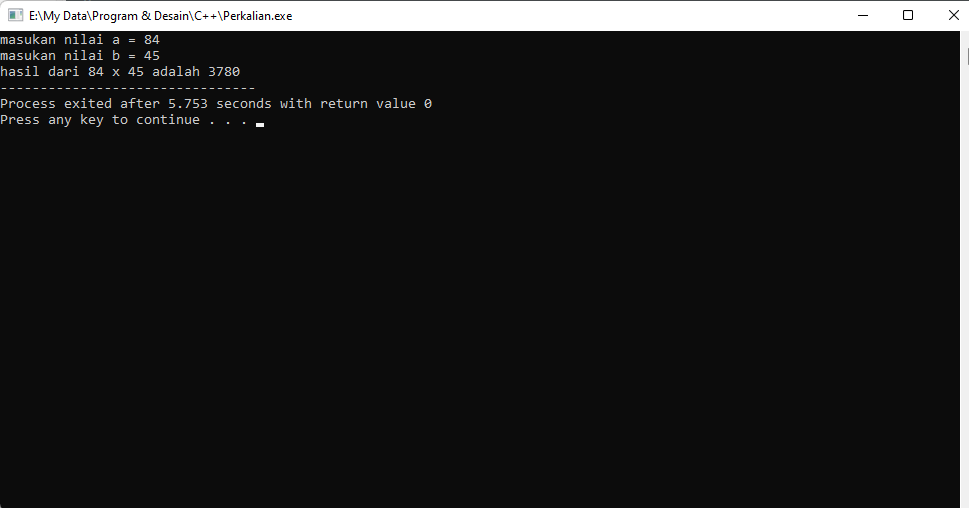 E:\My Data\Program & Desain\C++\Perkalian.exe
masukan nilai a = 84
masukan nilai b = 45
hasil dari 84 x 45 adalah 3780
--------------------------------
Process exited after 5.753 seconds with return value 0
Press any key to continue . . .